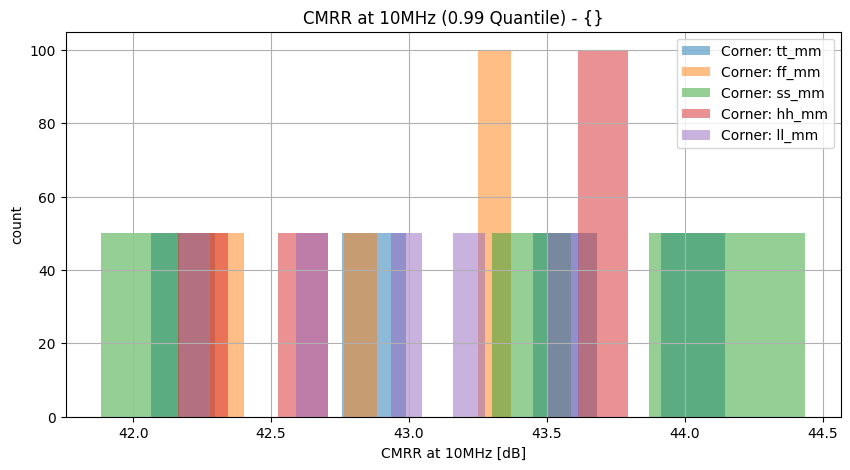 CMRR at 10MHz (0.99 Quantile) - {}
100
80
60
40
20
0
count
Corner: tt_mm
Corner: ff_mm
Corner: ss_mm
Corner: hh_mm
Corner: ll_mm
42.0 42.5 43.0 43.5 44.0 44.5
CMRR at 10MHz [dB]